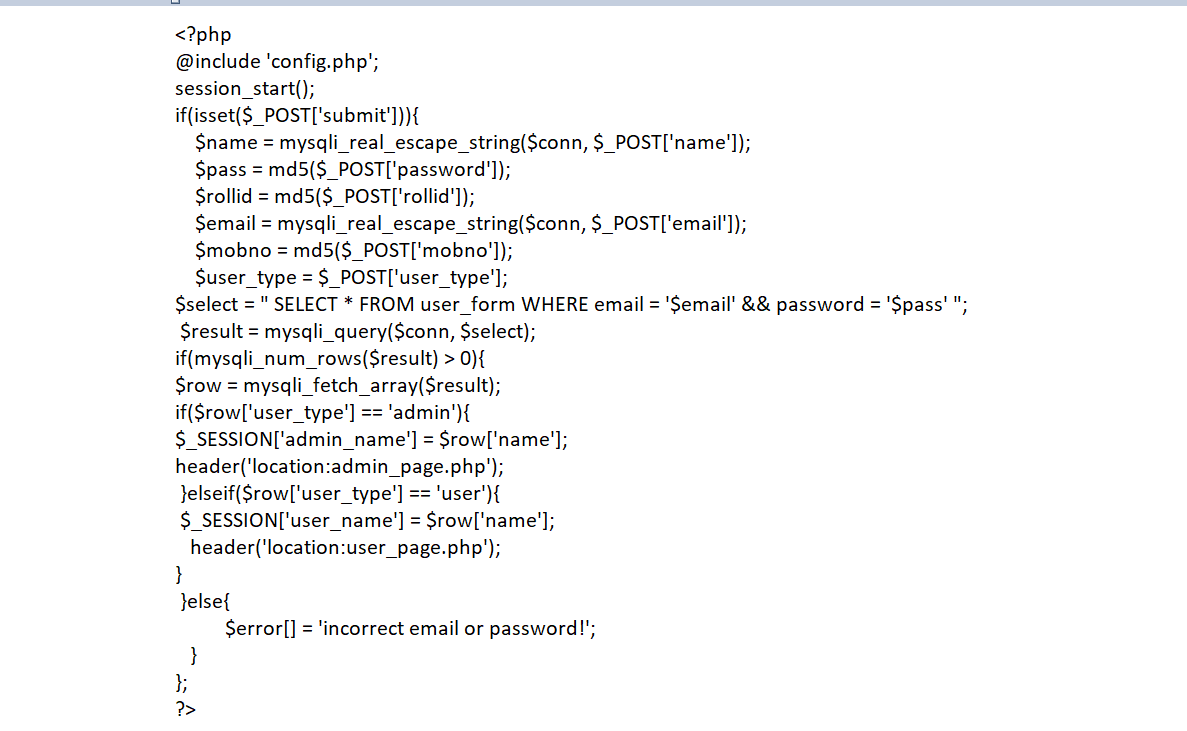 <?php
@include 'config.php';
session_start();
if(isset($_POST['submit'])){
$name = mysqli_real_escape_string($conn, $_POST['name']);
$pass = md5($_POST['password']);
$rollid = md5($_POST['rollid']);
$email = mysqli_real_escape_string($conn, $_POST['email']);
$mobno = md5($_POST['mobno']);
$user_type = $_POST['user_type'];
$select = " SELECT * FROM user_form WHERE email = '$email' && password = '$pass' ";
$result = mysqli_query($conn, $select);
if(mysqli_num_rows($result) > 0){
$row = mysqli_fetch_array($result);
if($row['user_type'] == 'admin'){
$_SESSION['admin_name'] = $row['name'];
header('location:admin_page.php');
}elseif($row['user_type'] == 'user'){
$_SESSION['user_name'] = $row['name'];
header('location:user_page.php');
}
}else{
$error[] = 'incorrect email or password!';
}
};
?>